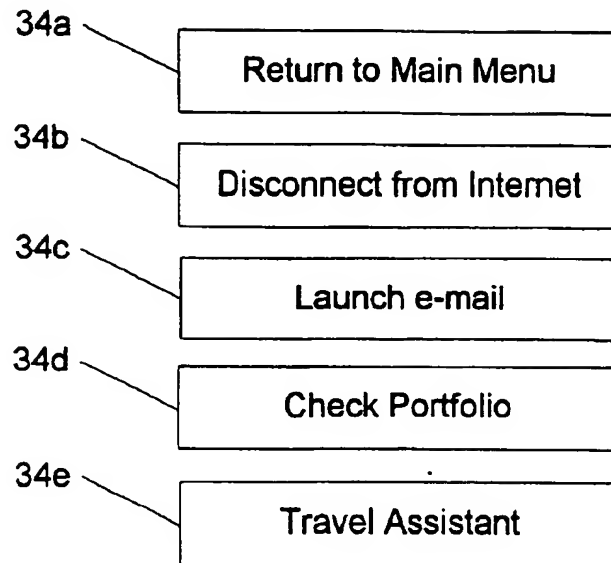 34a
Return to Main Menu
34b
Disconnect from Internet
34c
Launch e-mail
34d
Check Portfolio
34e
Travel Assistant